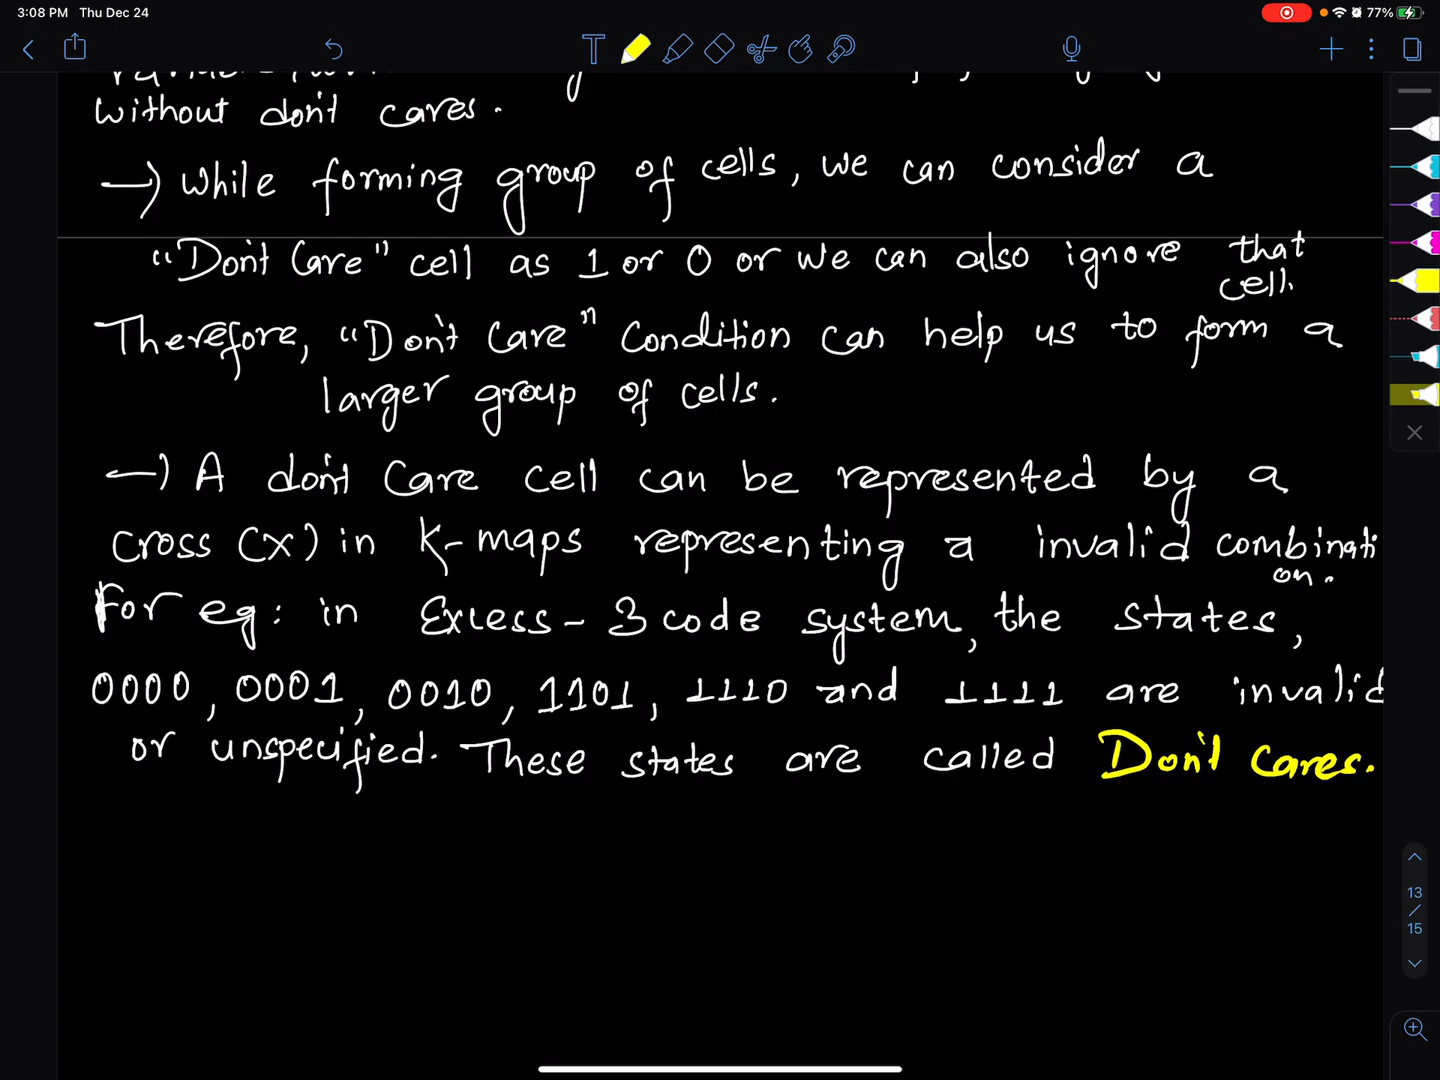 3:08 PM Thu Dec 24
77%
without don't cares.
→ While forming group of cells, we can consider a
"Don't Care" cell as 1 or 0 or we can also ignore that
cell.
Therefore, "Don't Care" Condition can help us to form a
larger group of cells.
→ A don't Care cell can be represented by a
cross (x) in K-maps representing a invalid combinati
on.
For eg: in Excess-3 code system, the states,
0000, 0001, 0010, 1101, 1110 and 1111 are invalid
or unspecified. These states are called Don't Cares.
13
/
15